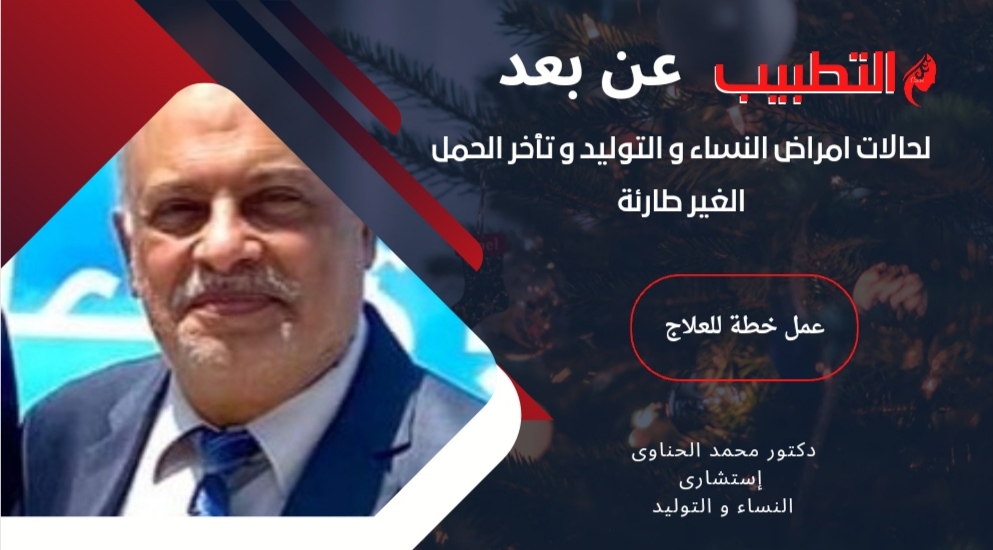 التطبيب عن بعد
لحالات امراض النساء و التوليد و تأخر الحمل
الغير طارئة
عمل خطة للعلاج
دكتور محمد الحناوى
إستشارى
النساء و التوليد